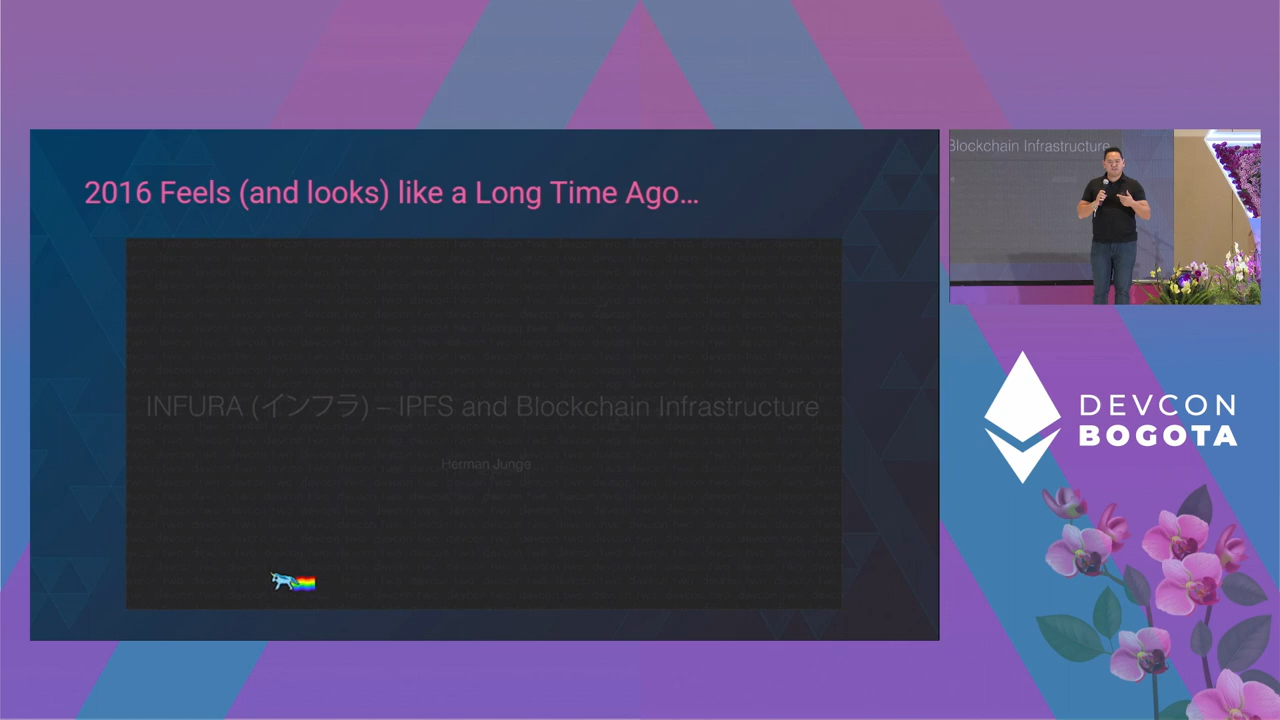 2016 Feels (and looks) like a Long Time Ago...
INFURA (インフラ) – IPFS and Blockchain Infrastructure
Herman Junge
Blockchain Infrastructure
DEVCON
BOGOTA